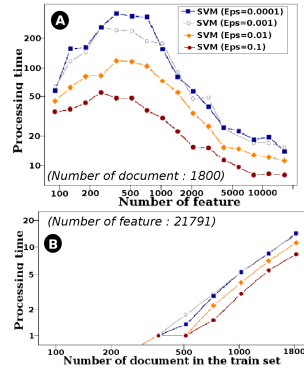 A
SVM (Eps=0.0001)
SVM (Eps=0.001)
SVM (Eps=0.01)
SVM (Eps=0.1)
Processing time
200
100
50
20
10
(Number of document : 1800)
100 200 500 1000 2000 5000 10000
Number of feature
(Number of feature : 21791)
B
Processing time
20
10
5
2
1
100 200 500 1000 1800
Number of document in the train set